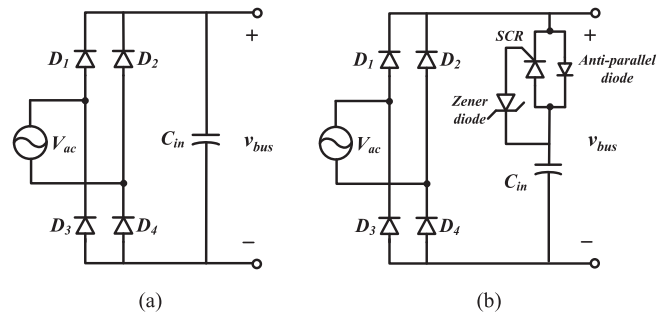 +
D1
D2
Vac
Cin
vbus
D3
D4
−
(a)
+
SCR
D1
D2
Anti-parallel
diode
Zener
diode
Vac
vbus
Cin
D3
D4
−
(b)